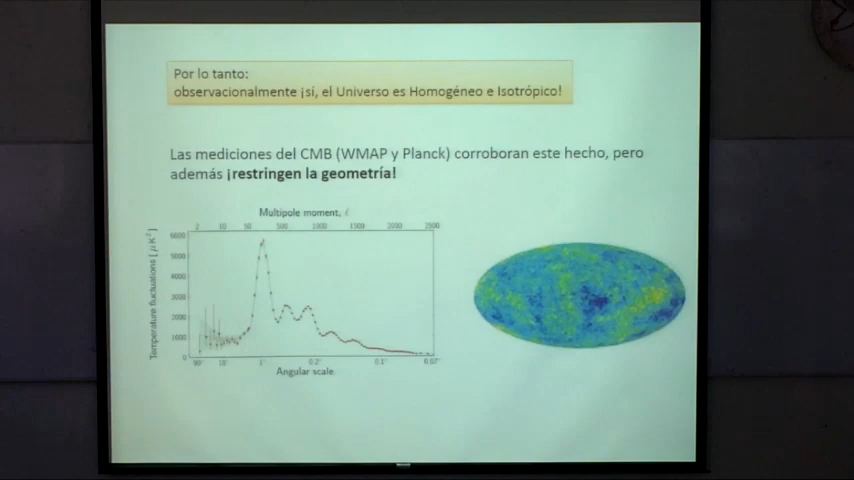 Por lo tanto:
observacionalmente ¡sí, el Universo es Homogéneo e Isotrópico!
Las mediciones del CMB (WMAP y Planck) corroboran este hecho, pero
además ¡restringen la geometría!
Multipole moment, ℓ
2 10 50 500 1000 1500 2000 2500
Temperature fluctuations [ μK² ]
6000
5000
4000
3000
2000
1000
0
90° 18° 1° 0.2° 0.1° 0.07°
Angular scale